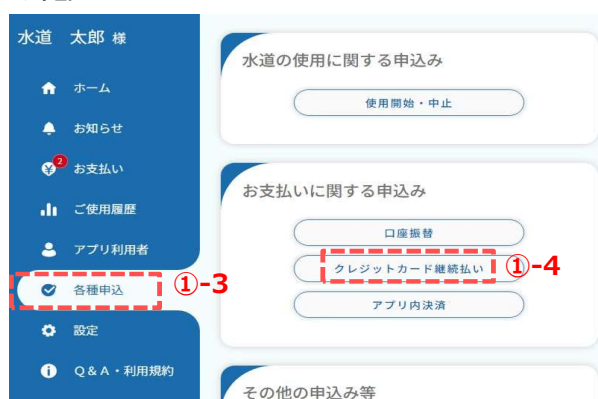 水道 太郎 様
ホーム
お知らせ
2
お支払い
ご使用履歴
アプリ利用者
各種申込
①-3
設定
Q&A・利用規約
水道の使用に関する申込み
使用開始・中止
お支払いに関する申込み
口座振替
クレジットカード継続払い
①-4
アプリ内決済
その他の申込み等